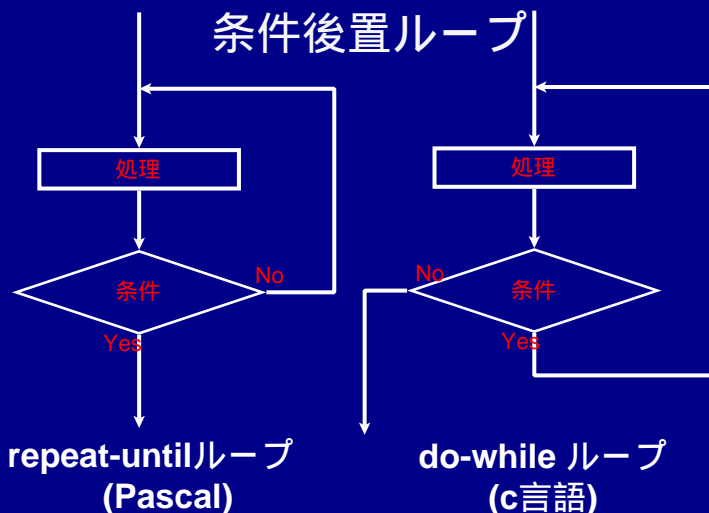 条件後置ループ
処理
処理
条件
No
Yes
No
条件
Yes
repeat-untilループ
(Pascal)
do-while ループ
(c言語)